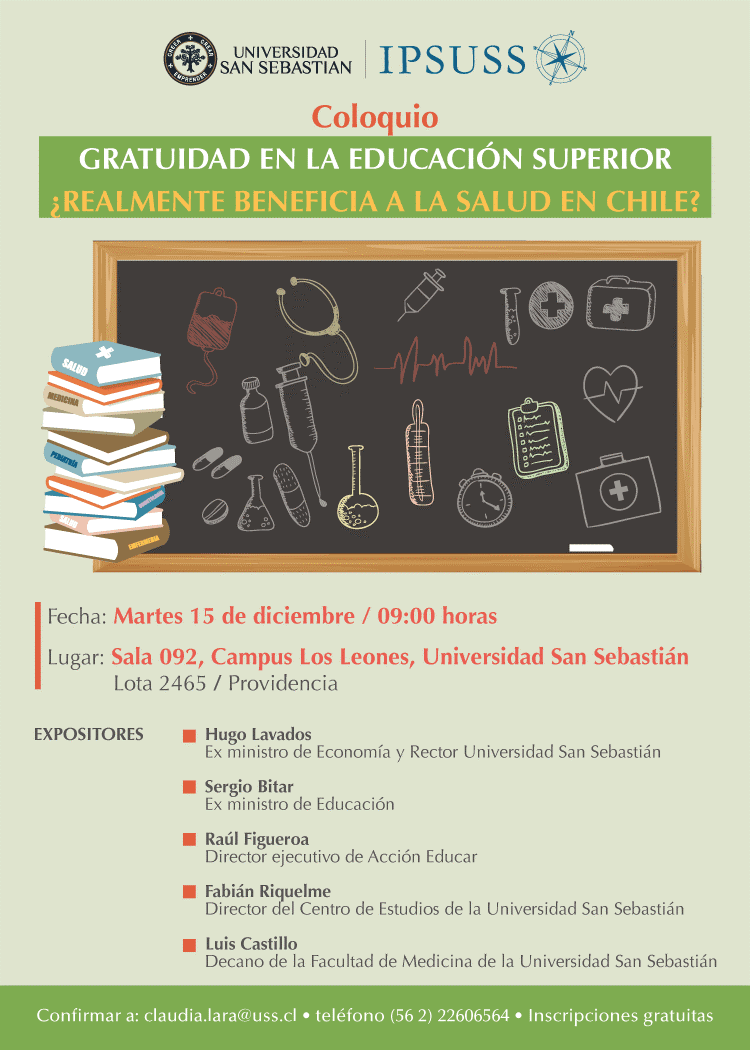 CREER
CREAR
EMPRENDER
UNIVERSIDAD
SAN SEBASTIAN
IPSUSS
N
Coloquio
GRATUIDAD EN LA EDUCACIÓN SUPERIOR
¿REALMENTE BENEFICIA A LA SALUD EN CHILE?
SALUD
MEDICINA
PEDIATRÍA
SALUD
ENFERMERIA
Fecha: Martes 15 de diciembre / 09:00 horas
Lugar: Sala 092, Campus Los Leones, Universidad San Sebastián
Lota 2465 / Providencia
EXPOSITORES
Hugo Lavados
Ex ministro de Economía y Rector Universidad San Sebastián
Sergio Bitar
Ex ministro de Educación
Raúl Figueroa
Director ejecutivo de Acción Educar
Fabián Riquelme
Director del Centro de Estudios de la Universidad San Sebastián
Luis Castillo
Decano de la Facultad de Medicina de la Universidad San Sebastián
Confirmar a: claudia.lara@uss.cl • teléfono (56 2) 22606564 • Inscripciones gratuitas